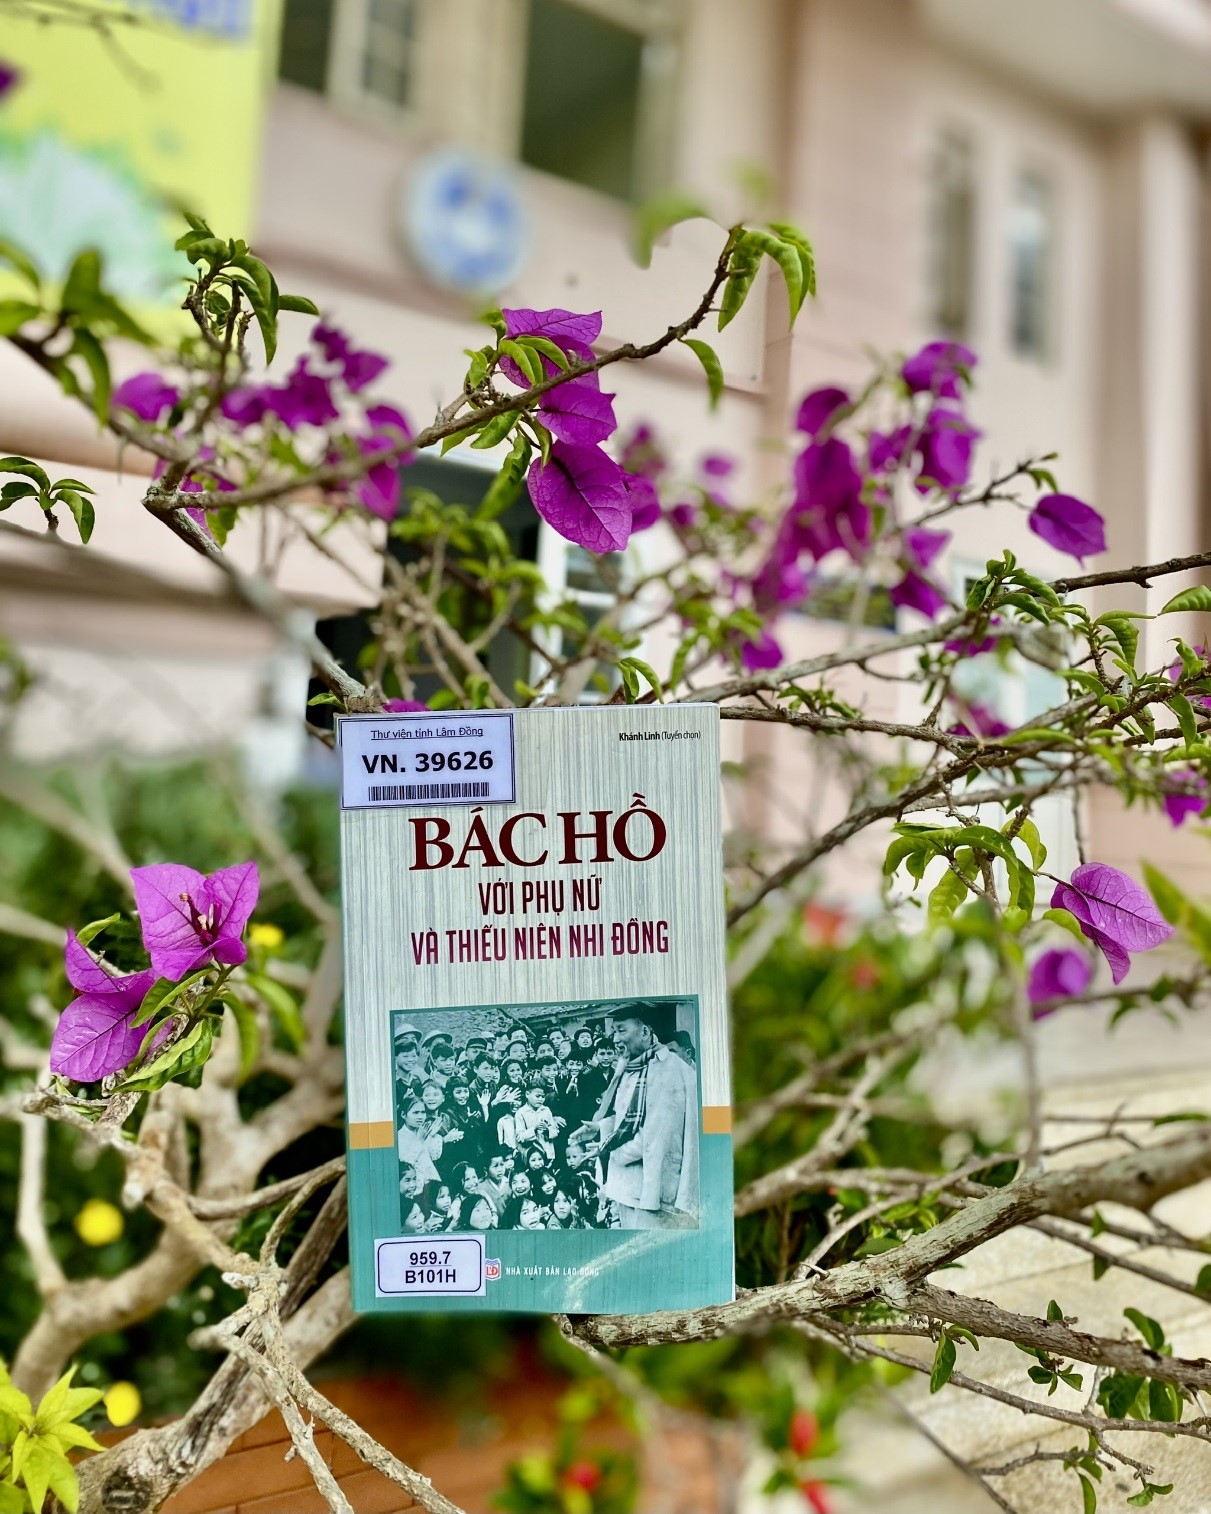 Thư viện tỉnh Lâm Đồng
VN. 39626
Khánh Linh (Tuyển chọn)
BÁC HỒ
VỚI PHỤ NỮ
VÀ THIẾU NIÊN NHI ĐỒNG
959.7
B101H
NHÀ XUẤT BẢN LAO ĐỘNG